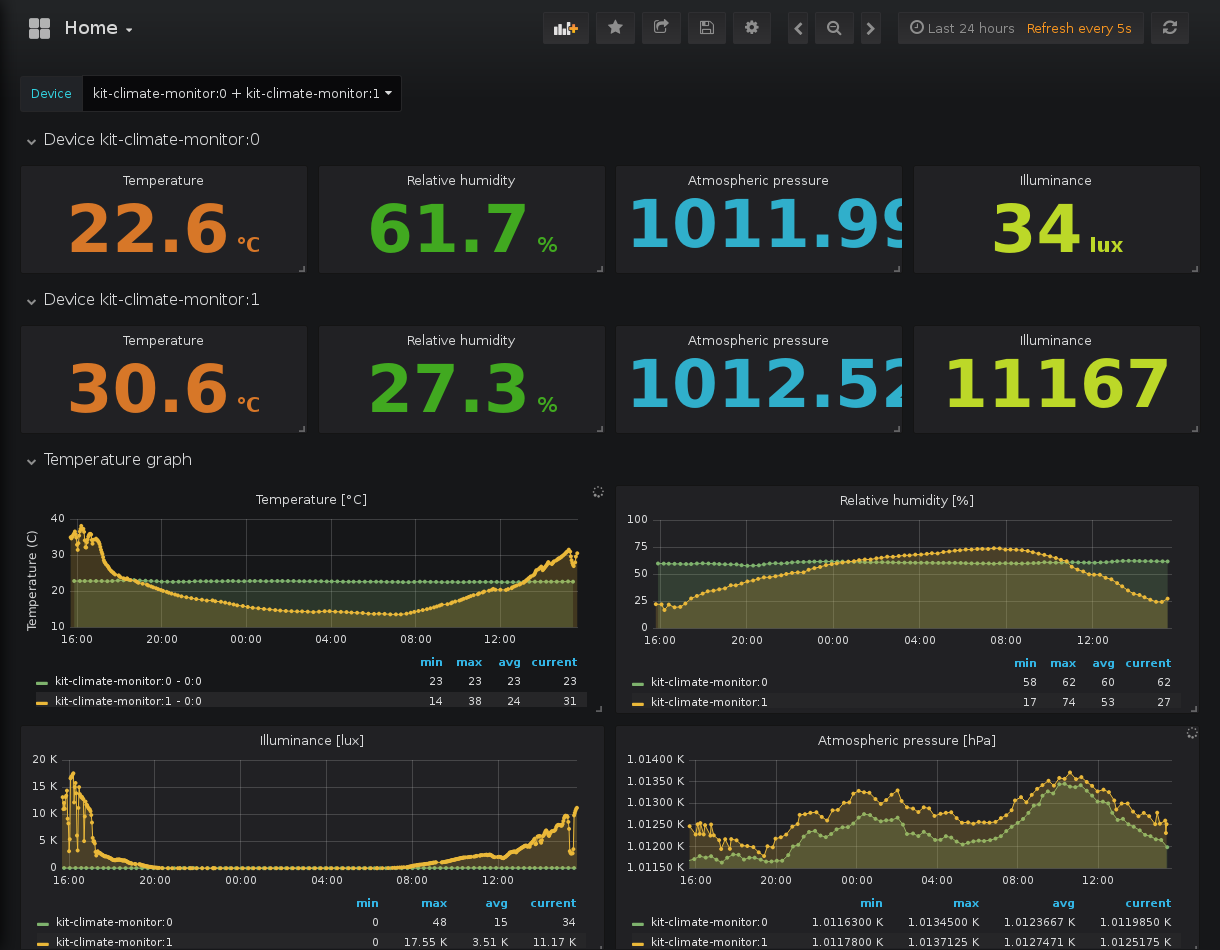 Home
Last 24 hours Refresh every 5s
Device kit-climate-monitor:0 + kit-climate-monitor:1
Device kit-climate-monitor:0
Temperature Relative humidity Atmospheric pressure Illuminance
22.6 °C 61.7 % 1011.99 34 lux
Device kit-climate-monitor:1
Temperature Relative humidity Atmospheric pressure Illuminance
30.6 °C 27.3 % 1012.52 11167
Temperature graph
Temperature [°C]
Temperature (C)
40
30
20
10
16:00 20:00 00:00 04:00 08:00 12:00
min max avg current
kit-climate-monitor:0 - 0:0 23 23 23 23
kit-climate-monitor:1 - 0:0 14 38 24 31
Relative humidity [%]
100
75
50
25
0
16:00 20:00 00:00 04:00 08:00 12:00
min max avg current
kit-climate-monitor:0 58 62 60 62
kit-climate-monitor:1 17 74 53 27
Illuminance [lux]
20 K
15 K
10 K
5 K
0
16:00 20:00 00:00 04:00 08:00 12:00
min max avg current
kit-climate-monitor:0 0 48 15 34
kit-climate-monitor:1 0 17.55 K 3.51 K 11.17 K
Atmospheric pressure [hPa]
1.01400 K
1.01350 K
1.01300 K
1.01250 K
1.01200 K
1.01150 K
16:00 20:00 00:00 04:00 08:00 12:00
min max avg current
kit-climate-monitor:0 1.0116300 K 1.0134500 K 1.0123667 K 1.0119850 K
kit-climate-monitor:1 1.0117800 K 1.0137125 K 1.0127471 K 1.0125175 K